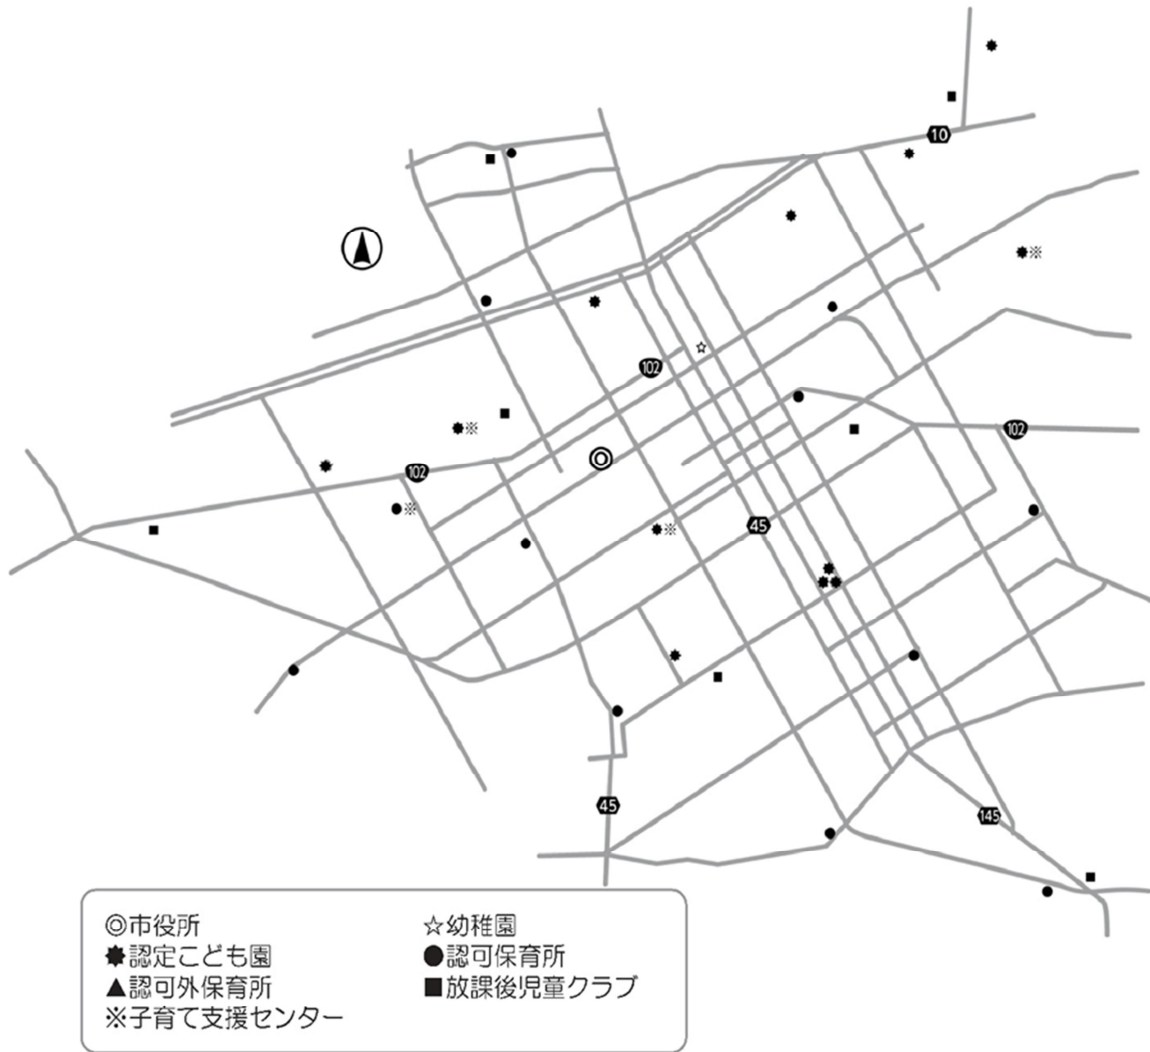 10
102
102
102
45
45
145
◎市役所
☆幼稚園
認定こども園
●認可保育所
▲認可外保育所
■放課後児童クラブ
※子育て支援センター